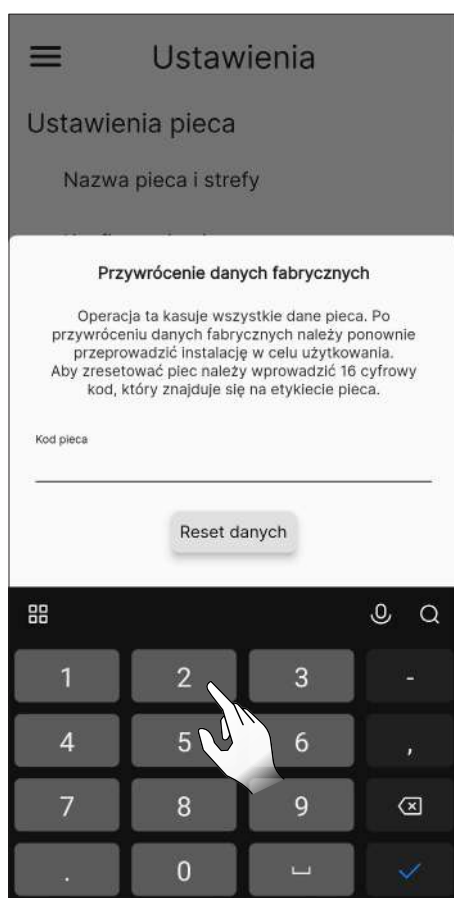 Ustawienia
Ustawienia pieca
Nazwa pieca i strefy
Przywrócenie danych fabrycznych
Operacja ta kasuje wszystkie dane pieca. Po
przywróceniu danych fabrycznych należy ponownie
przeprowadzić instalację w celu użytkowania.
Aby zresetować piec należy wprowadzić 16 cyfrowy
kod, który znajduje się na etykiecie pieca.
Kod pieca
Reset danych
1 2 3 -
4 5 6 ,
7 8 9
. 0